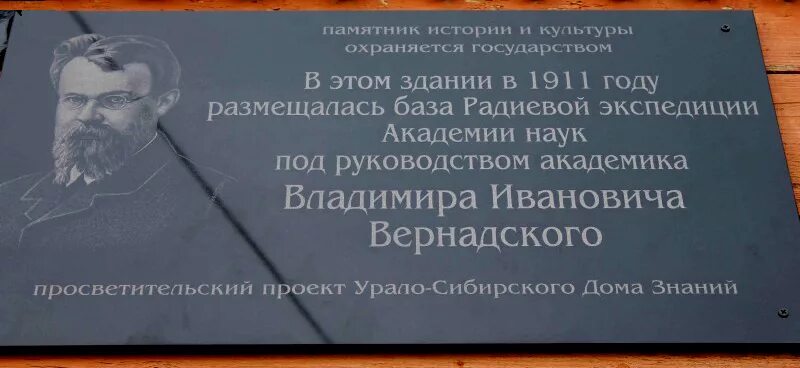 памятник истории и культуры
охраняется государством
В этом здании в 1911 году
размещалась база Радиевой экспедиции
Академии наук
под руководством академика
Владимира Ивановича
Вернадского
просветительский проект Урало-Сибирского Дома Знаний